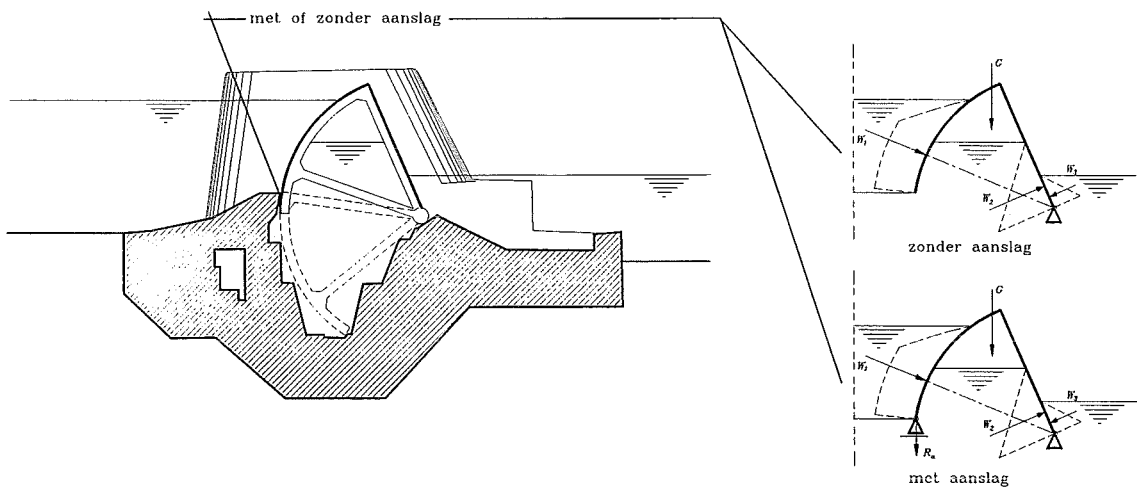 met of zonder aanslag
G
W₁
W₃
W₂
zonder aanslag
G
W₁
W₃
W₂
Rₐ
met aanslag